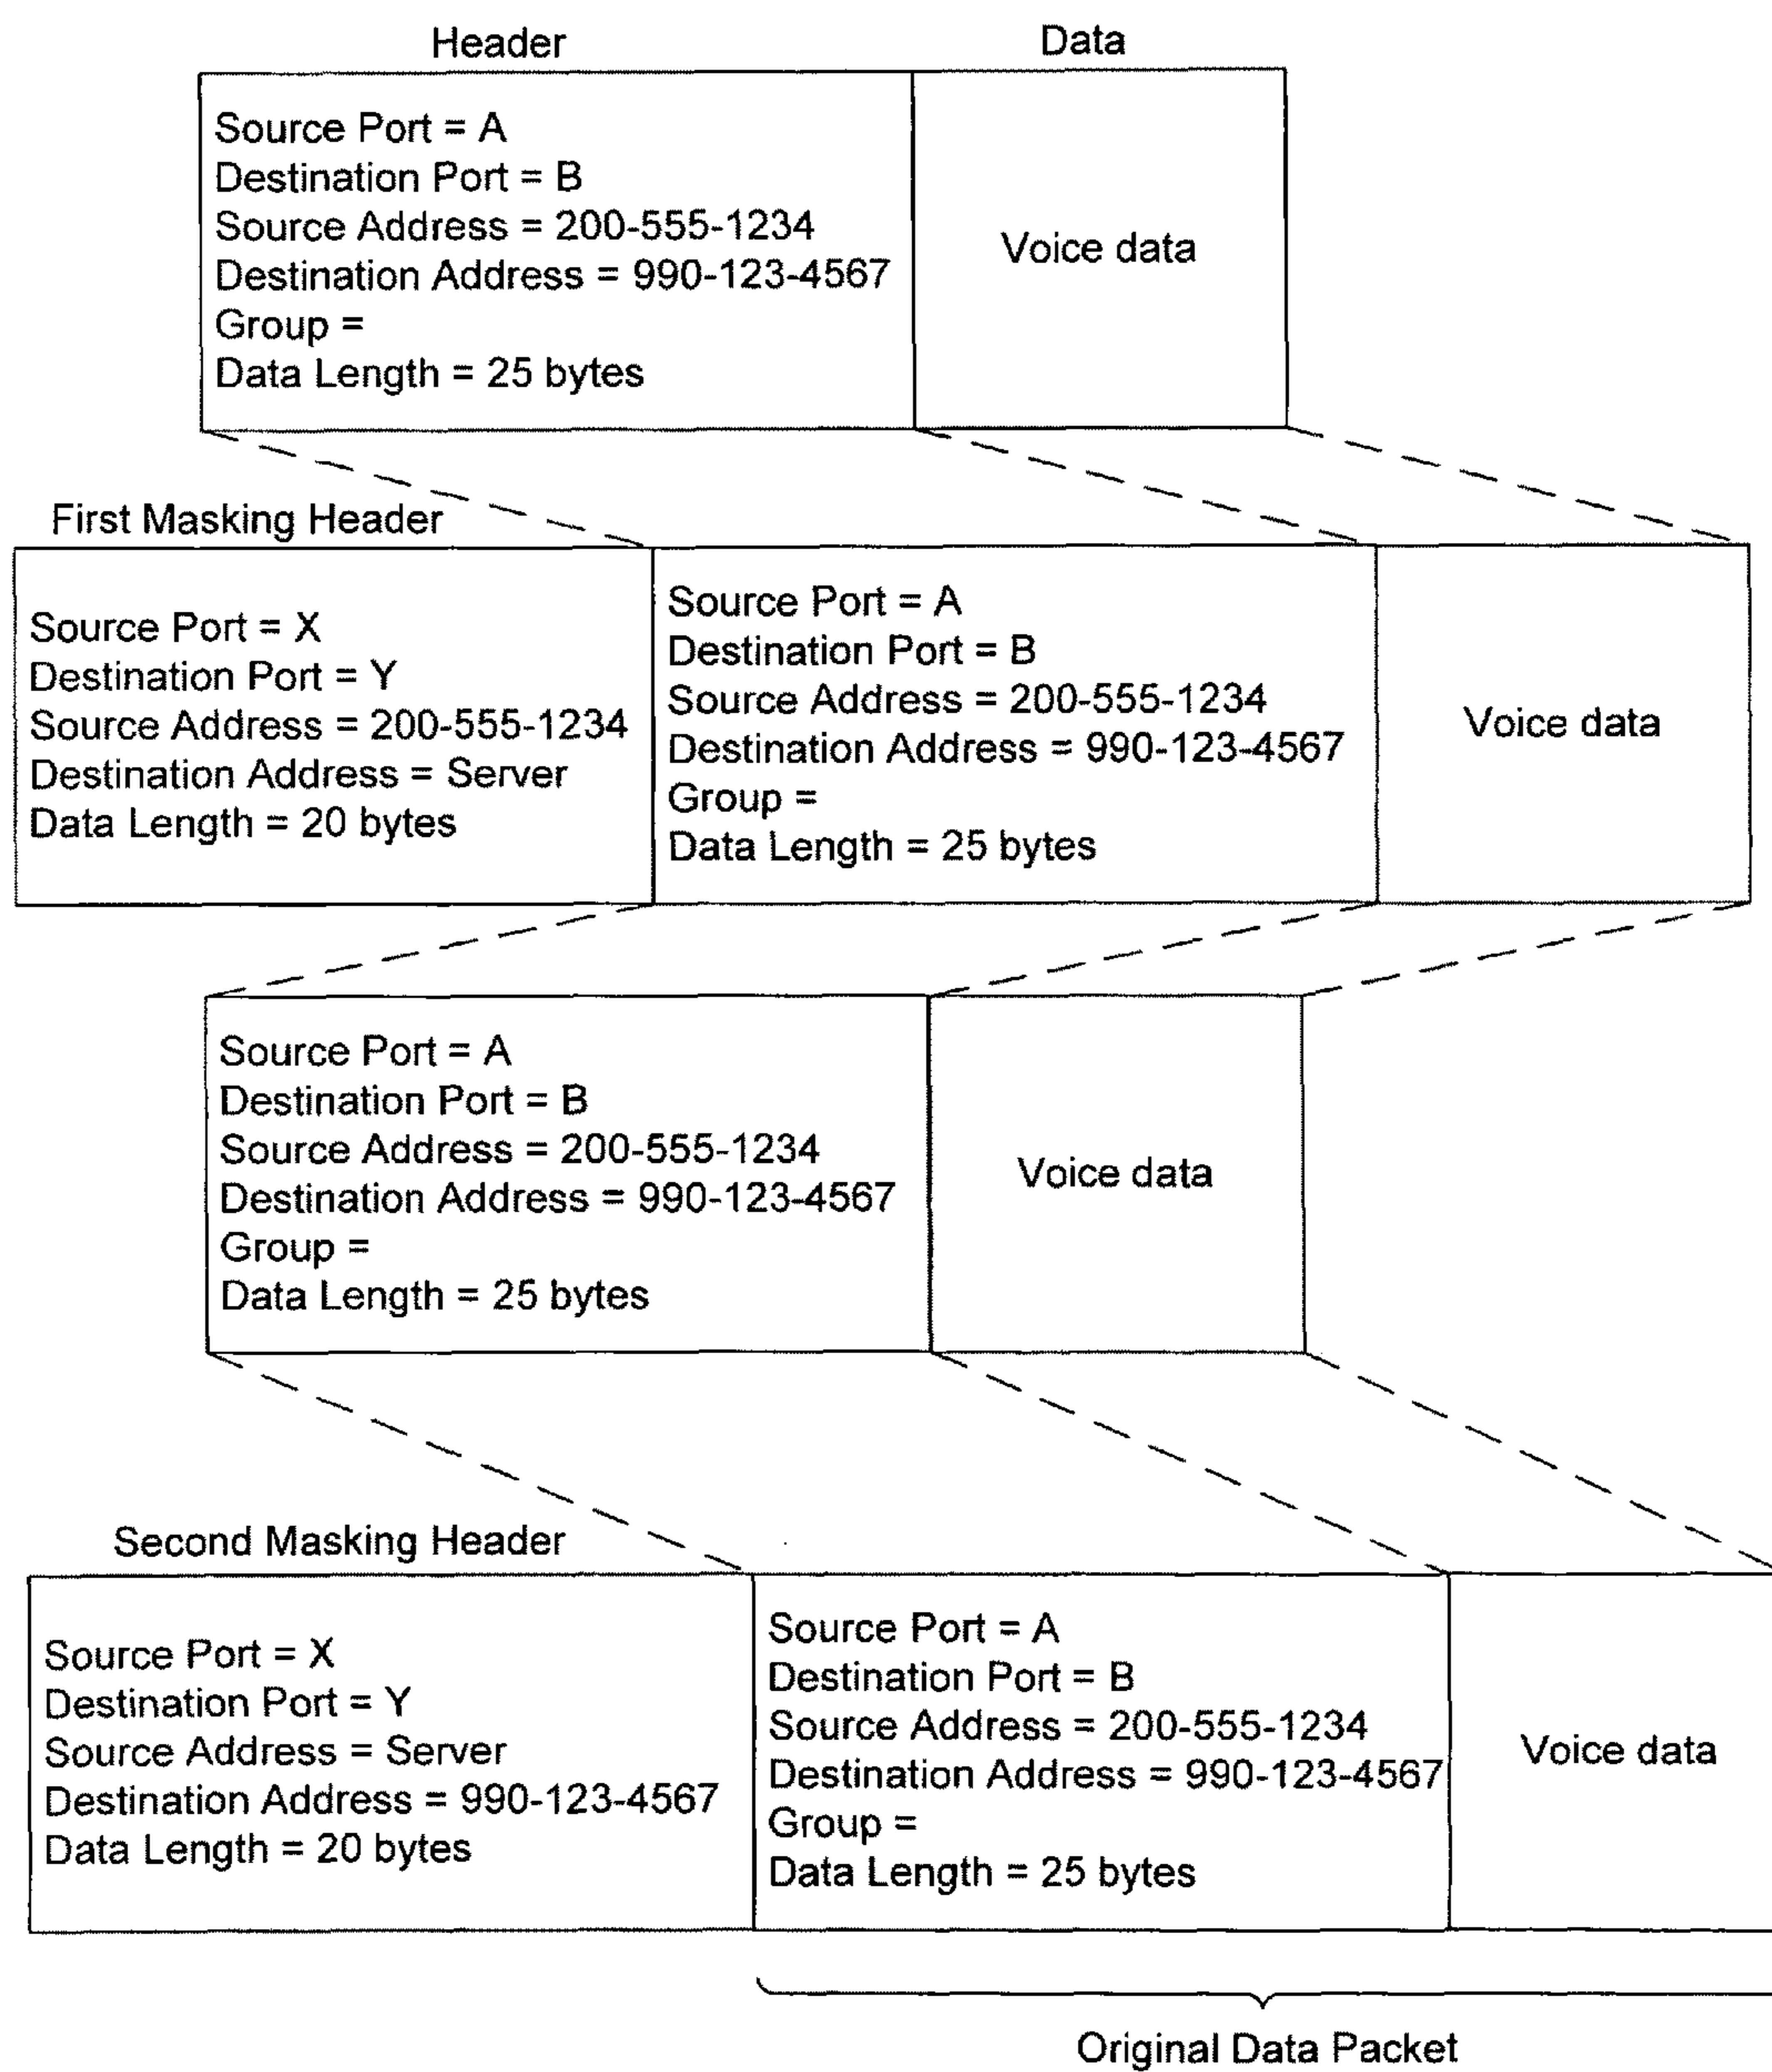 Header
Data
Source Port = A
Destination Port = B
Source Address = 200-555-1234
Destination Address = 990-123-4567
Group =
Data Length = 25 bytes
Voice data
First Masking Header
Source Port = X
Destination Port = Y
Source Address = 200-555-1234
Destination Address = Server
Data Length = 20 bytes
Source Port = A
Destination Port = B
Source Address = 200-555-1234
Destination Address = 990-123-4567
Group =
Data Length = 25 bytes
Voice data
Source Port = A
Destination Port = B
Source Address = 200-555-1234
Destination Address = 990-123-4567
Group =
Data Length = 25 bytes
Voice data
Second Masking Header
Source Port = X
Destination Port = Y
Source Address = Server
Destination Address = 990-123-4567
Data Length = 20 bytes
Source Port = A
Destination Port = B
Source Address = 200-555-1234
Destination Address = 990-123-4567
Group =
Data Length = 25 bytes
Voice data
Original Data Packet